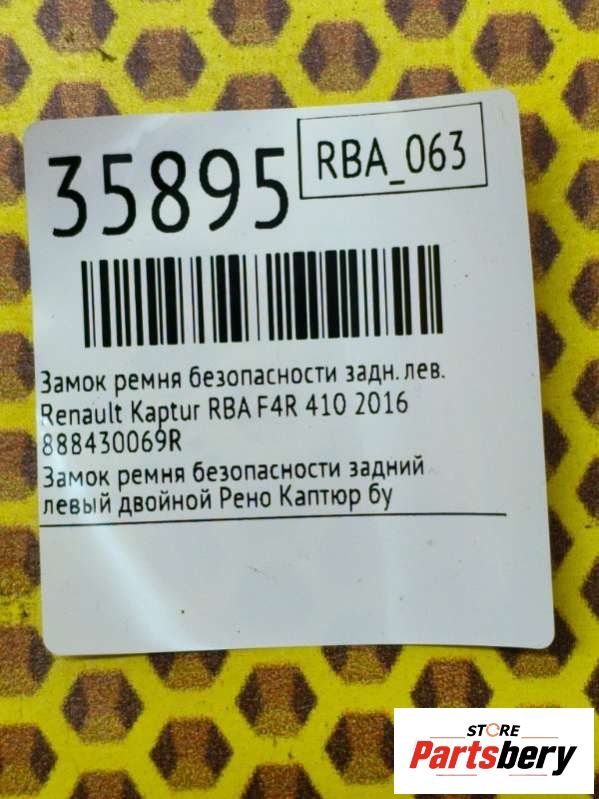 35895
RBA_063
Замок ремня безопасности задн. лев.
Renault Kaptur RBA F4R 410 2016
888430069R
Замок ремня безопасности задний
левый двойной Рено Каптюр бу
STORE
Partsbery